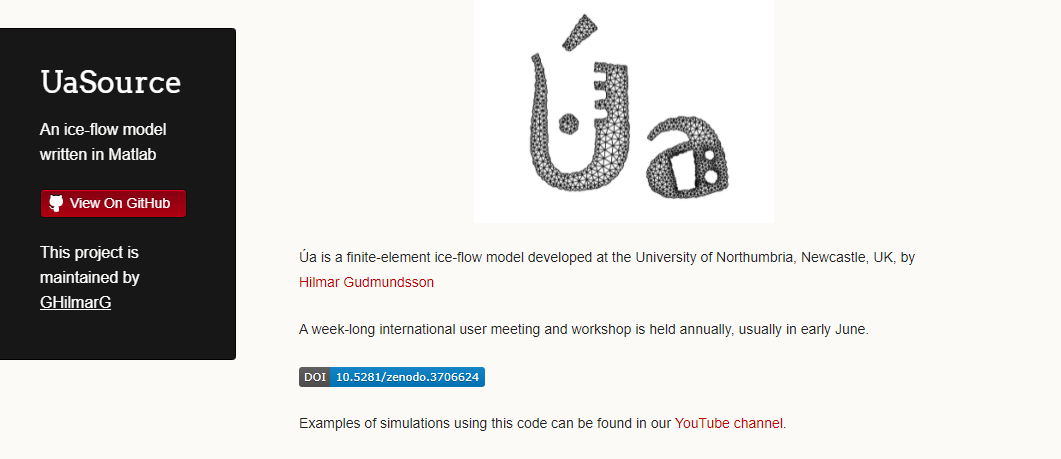 Úa
UaSource
An ice-flow model
written in Matlab
View On GitHub
This project is
maintained by
GHilmarG
Úa is a finite-element ice-flow model developed at the University of Northumbria, Newcastle, UK, by
Hilmar Gudmundsson
A week-long international user meeting and workshop is held annually, usually in early June.
DOI 10.5281/zenodo.3706624
Examples of simulations using this code can be found in our YouTube channel.